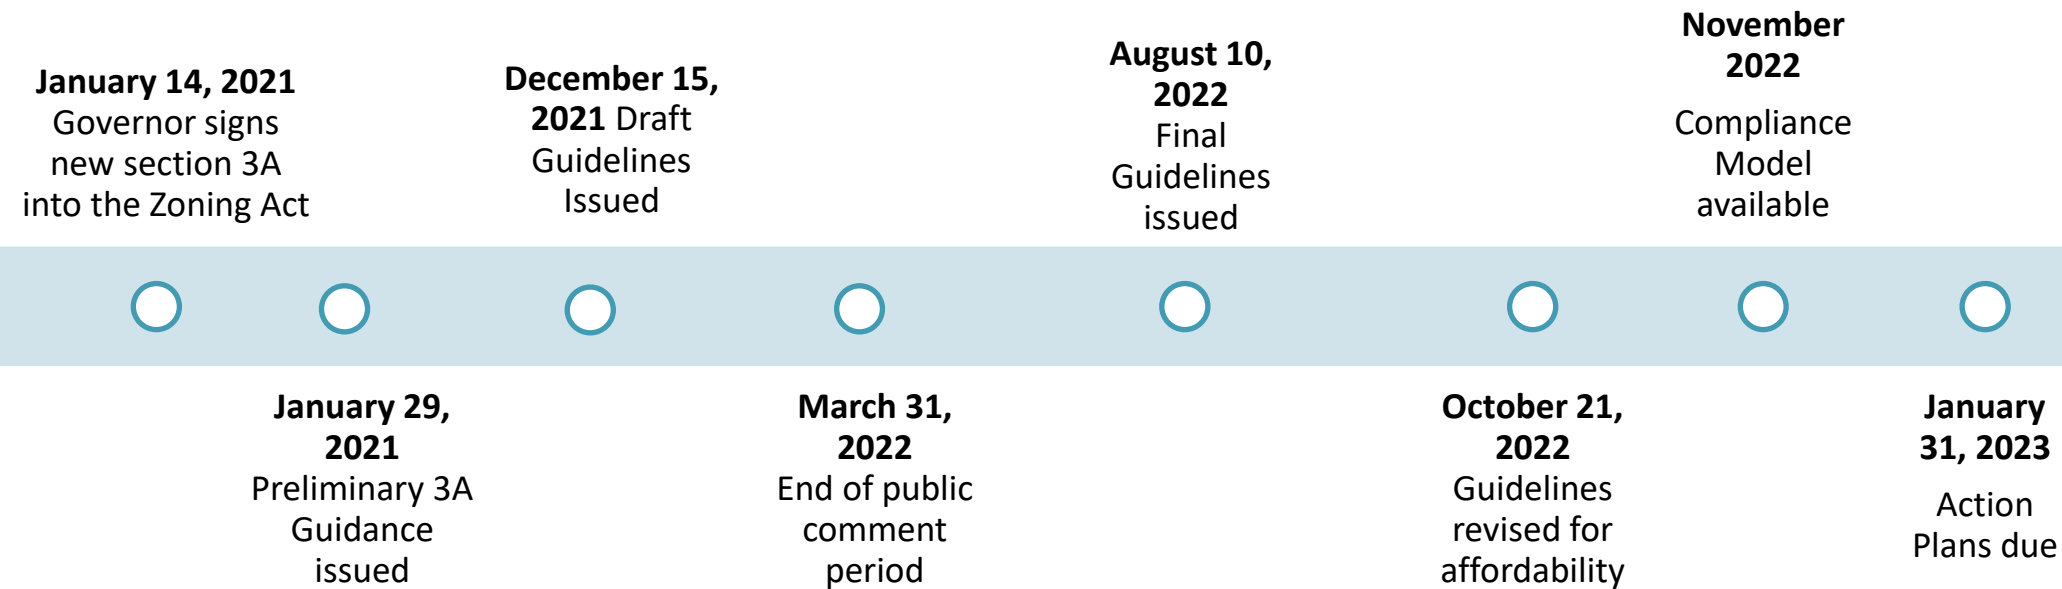 January 14, 2021
Governor signs
new section 3A
into the Zoning Act
January 29,
2021
Preliminary 3A
Guidance
issued
December 15,
2021 Draft
Guidelines
Issued
March 31,
2022
End of public
comment
period
August 10,
2022
Final
Guidelines
issued
October 21,
2022
Guidelines
revised for
affordability
November
2022
Compliance
Model
available
January
31, 2023
Action
Plans due